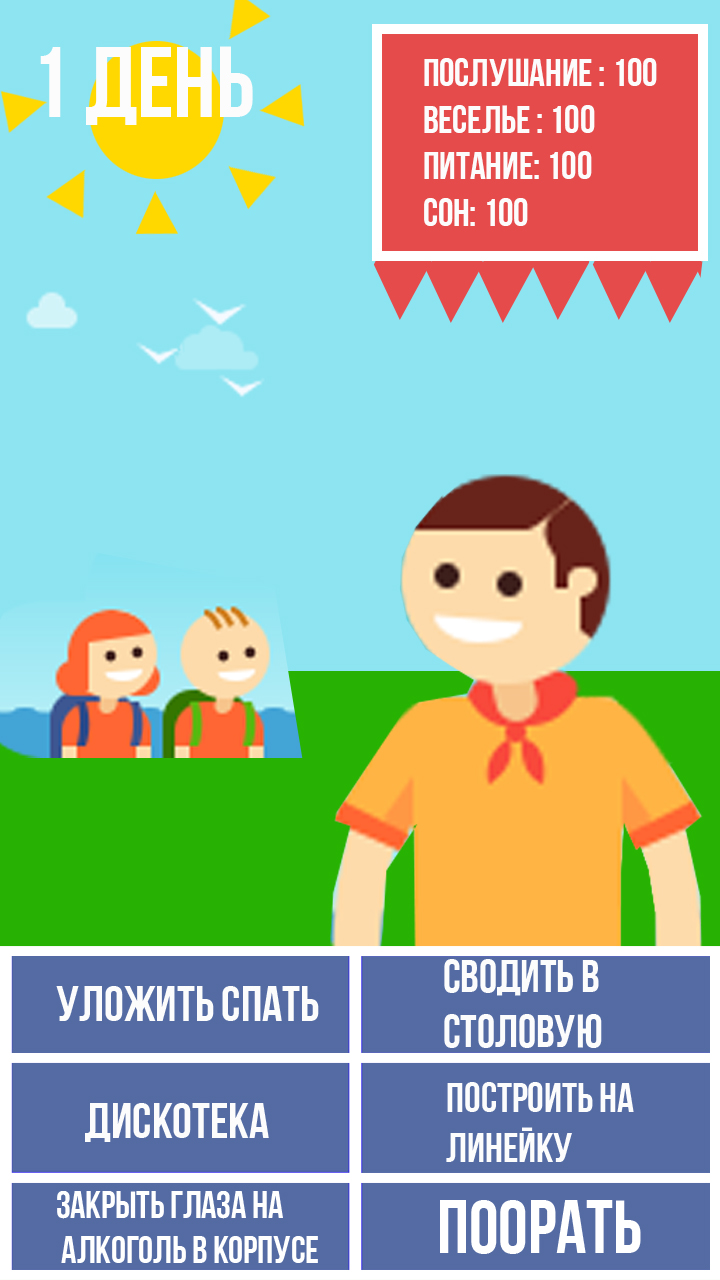 1 ДЕНЬ
ПОСЛУШАНИЕ : 100
ВЕСЕЛЬЕ : 100
ПИТАНИЕ: 100
СОН: 100
УЛОЖИТЬ СПАТЬ
СВОДИТЬ В
СТОЛОВУЮ
ДИСКОТЕКА
ПОСТРОИТЬ НА
ЛИНЕЙКУ
ЗАКРЫТЬ ГЛАЗА НА
АЛКОГОЛЬ В КОРПУСЕ
ПООРАТЬ